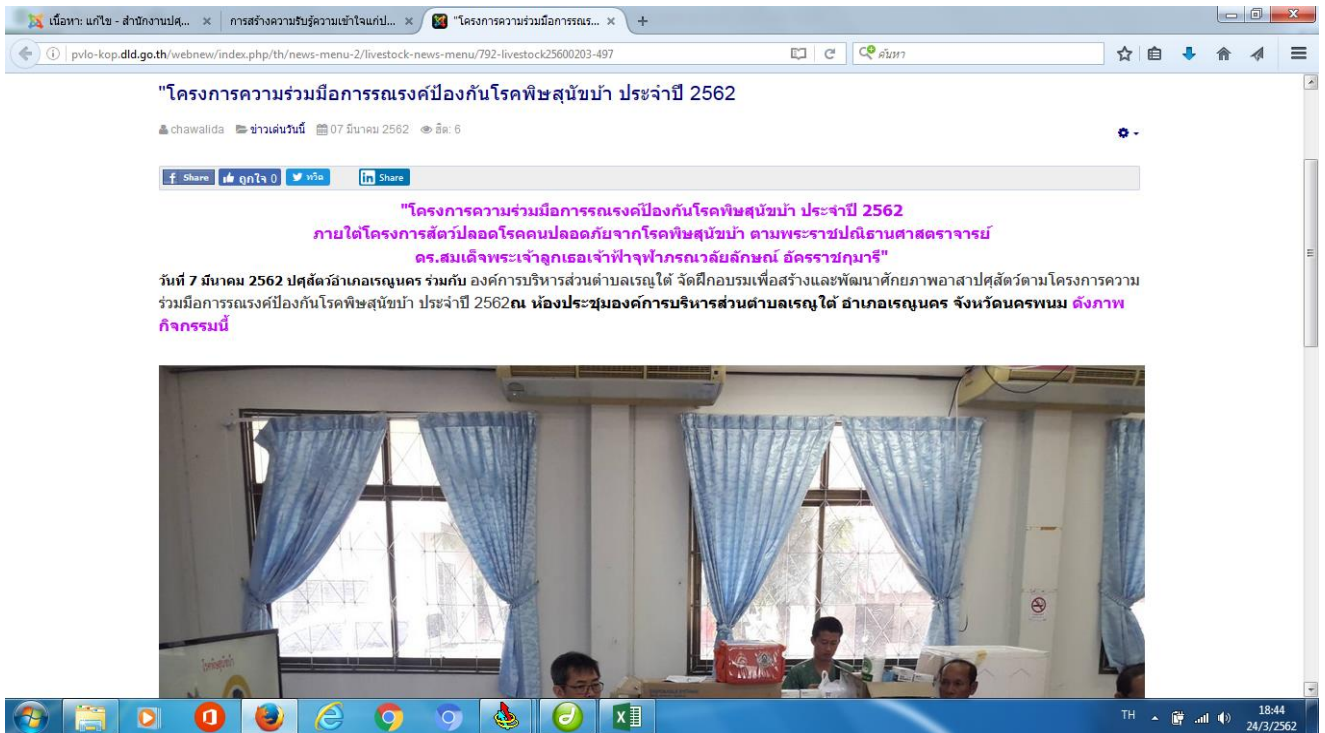 เนื้อหา: แก้ไข - สำนักงานปศุ...
การสร้างความรับรู้ความเข้าใจแก่ป...
"โครงการความร่วมมือการรณร...
pvlo-kop.dld.go.th/webnew/index.php/th/news-menu-2/livestock-news-menu/792-livestock25600203-497
ค้นหา
"โครงการความร่วมมือการรณรงค์ป้องกันโรคพิษสุนัขบ้า ประจำปี 2562
chawalida ข่าวเด่นวันนี้ 07 มีนาคม 2562 ฮิต: 6
Share ถูกใจ 0 ทวีต Share
"โครงการความร่วมมือการรณรงค์ป้องกันโรคพิษสุนัขบ้า ประจำปี 2562
ภายใต้โครงการสัตว์ปลอดโรคคนปลอดภัยจากโรคพิษสุนัขบ้า ตามพระราชปณิธานศาสตราจารย์
ดร.สมเด็จพระเจ้าลูกเธอเจ้าฟ้าจุฬาภรณวลัยลักษณ์ อัครราชกุมารี"
วันที่ 7 มีนาคม 2562 ปศุสัตว์อำเภอเรณูนคร ร่วมกับ องค์การบริหารส่วนตำบลเรณูใต้ จัดฝึกอบรมเพื่อสร้างและพัฒนาศักยภาพอาสาปศุสัตว์ตามโครงการความ
ร่วมมือการรณรงค์ป้องกันโรคพิษสุนัขบ้า ประจำปี 2562ณ ห้องประชุมองค์การบริหารส่วนตำบลเรณูใต้ อำเภอเรณูนคร จังหวัดนครพนม ดังภาพ
กิจกรรมนี้
โรคพิษสุนัขบ้า
TH
18:44
24/3/2562